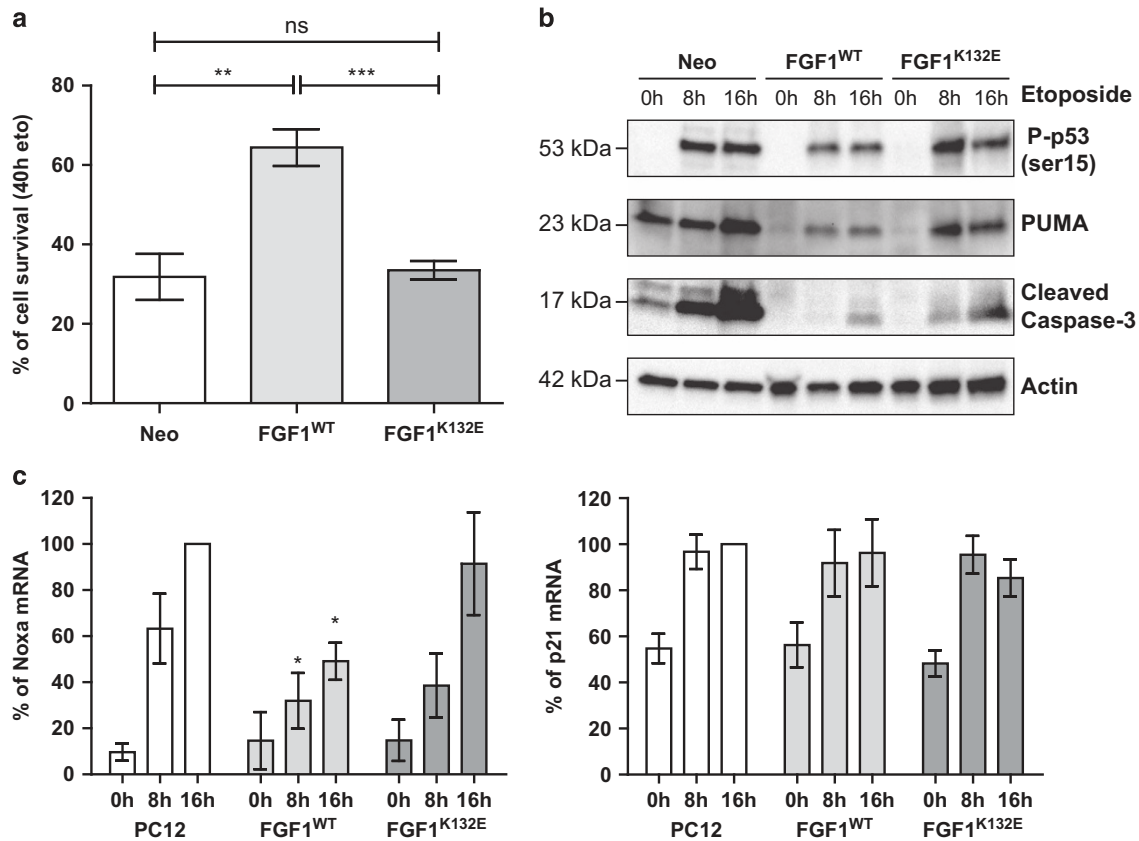 a
ns
** ***
% of cell survival (40h eto)
80
60
40
20
0
Neo FGF1WT FGF1K132E
b
Neo FGF1WT FGF1K132E
0h 8h 16h 0h 8h 16h 0h 8h 16h Etoposide
53 kDa P-p53
(ser15)
23 kDa PUMA
17 kDa Cleaved
Caspase-3
42 kDa Actin
c
% of Noxa mRNA
120
100
80
60
40
20
0
* *
0h 8h 16h 0h 8h 16h 0h 8h 16h
PC12 FGF1WT FGF1K132E
% of p21 mRNA
120
100
80
60
40
20
0
0h 8h 16h 0h 8h 16h 0h 8h 16h
PC12 FGF1WT FGF1K132E